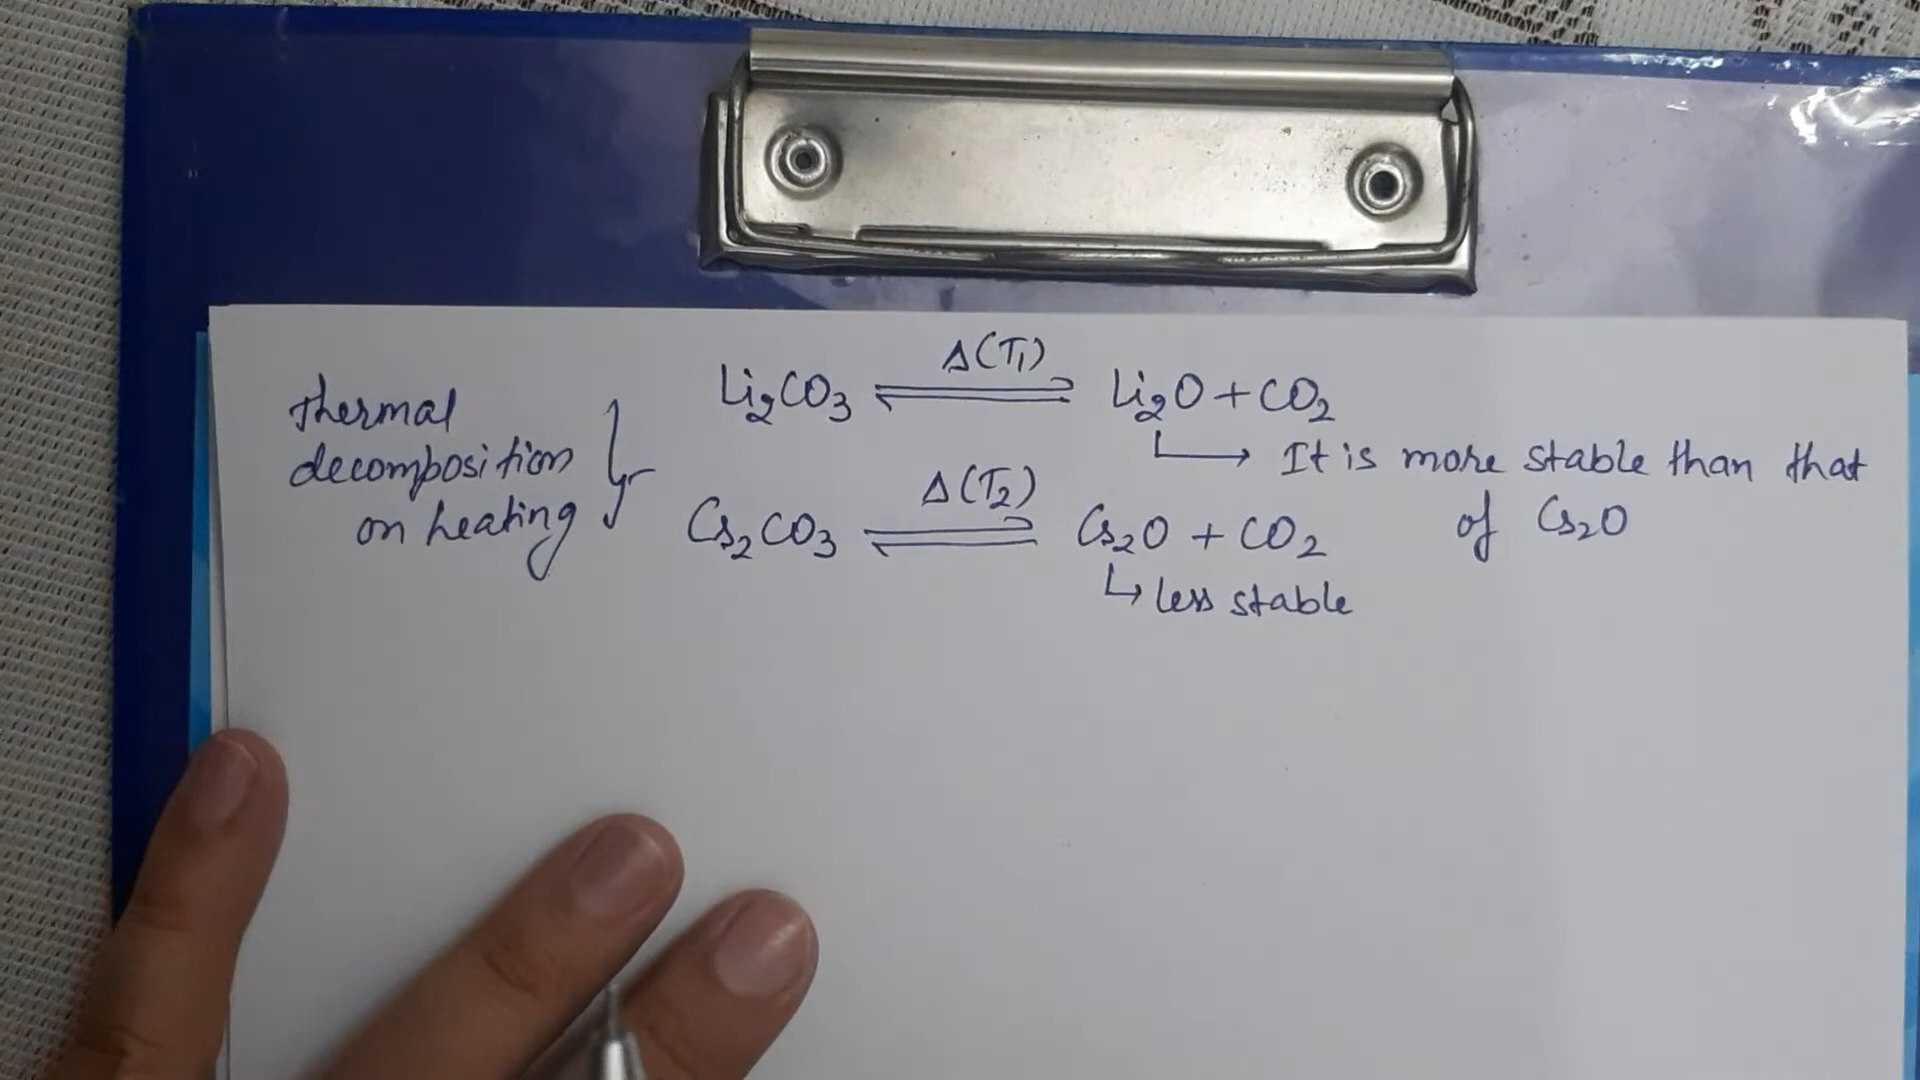 thermal
decomposition
on heating
Δ(T₁)
Li₂CO₃ ⇌ Li₂O + CO₂
↳ It is more stable than that
of Cs₂O
Δ(T₂)
Cs₂CO₃ ⇌ Cs₂O + CO₂
↳ less stable